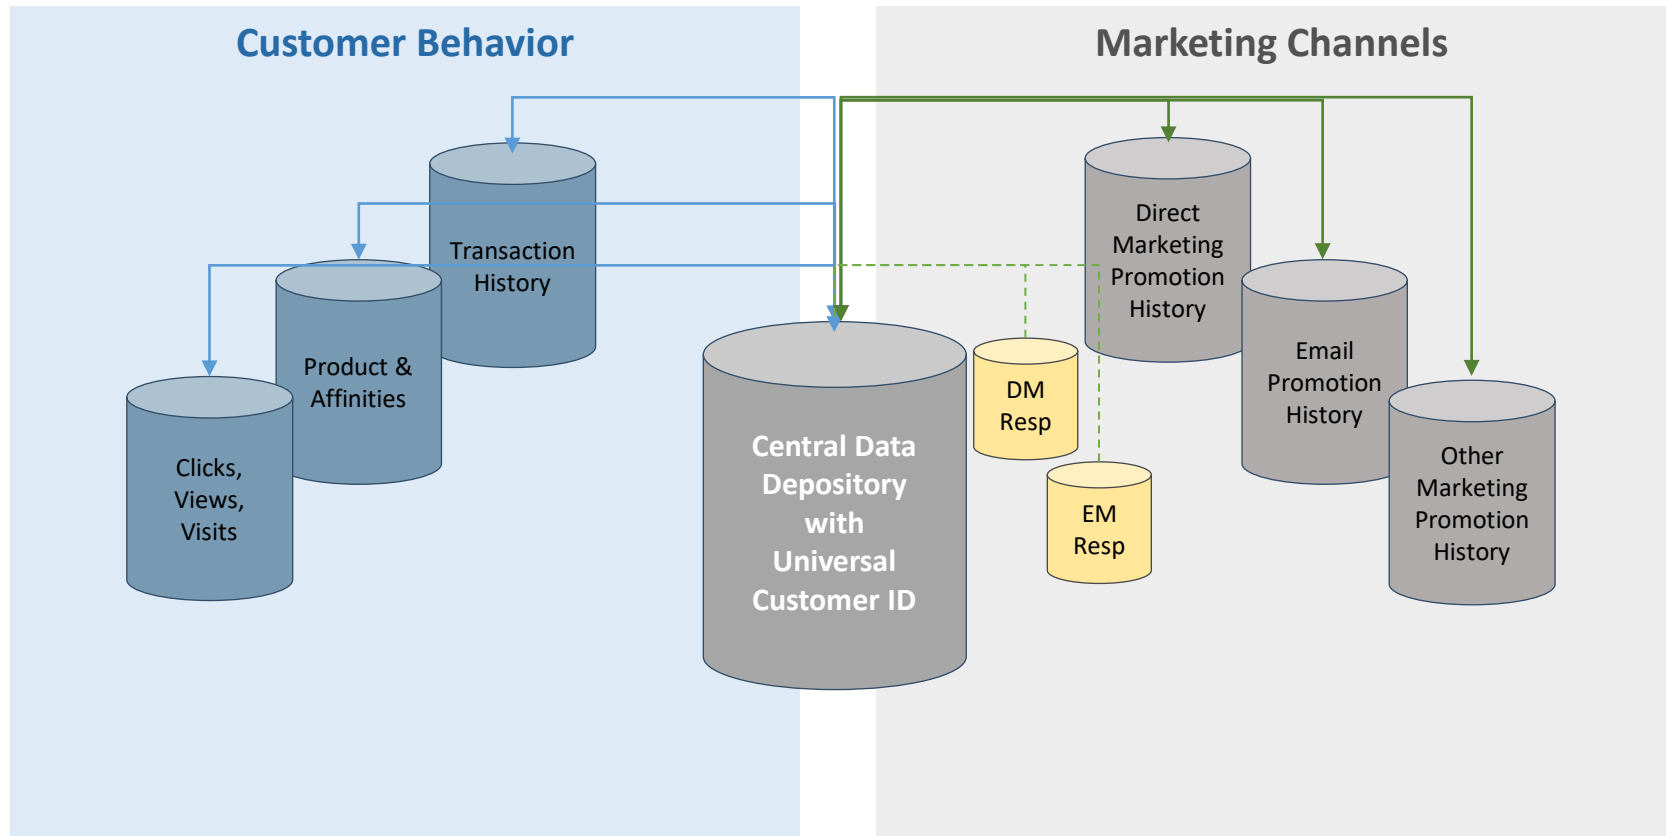 Customer Behavior
Marketing Channels
Transaction
History
Product &
Affinities
Clicks,
Views,
Visits
Central Data
Depository
with
Universal
Customer ID
DM
Resp
EM
Resp
Direct
Marketing
Promotion
History
Email
Promotion
History
Other
Marketing
Promotion
History